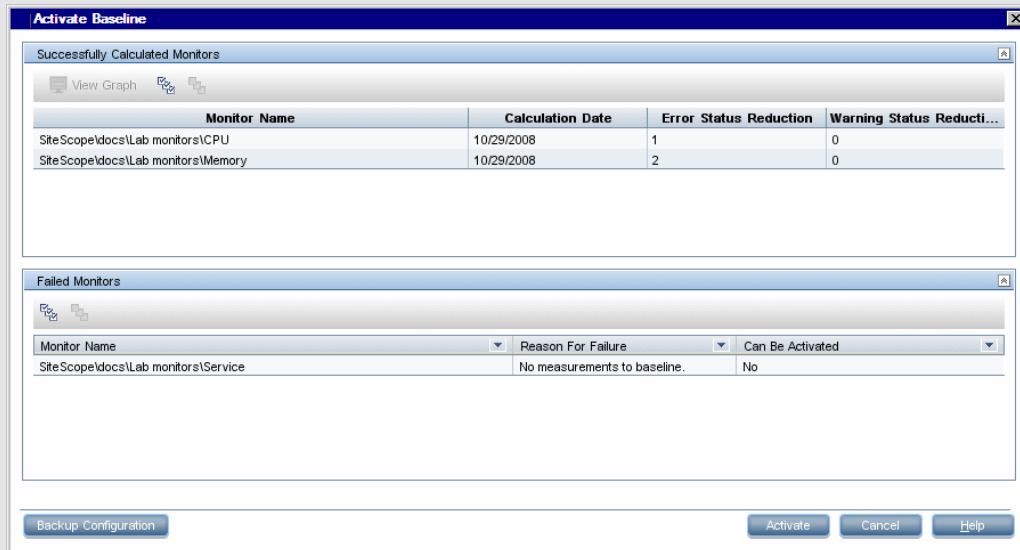 Activate Baseline
Successfully Calculated Monitors
View Graph
Monitor Name Calculation Date Error Status Reduction Warning Status Reducti...
SiteScope\docs\Lab monitors\CPU 10/29/2008 1 0
SiteScope\docs\Lab monitors\Memory 10/29/2008 2 0
Failed Monitors
Monitor Name Reason For Failure Can Be Activated
SiteScope\docs\Lab monitors\Service No measurements to baseline. No
Backup Configuration Activate Cancel Help